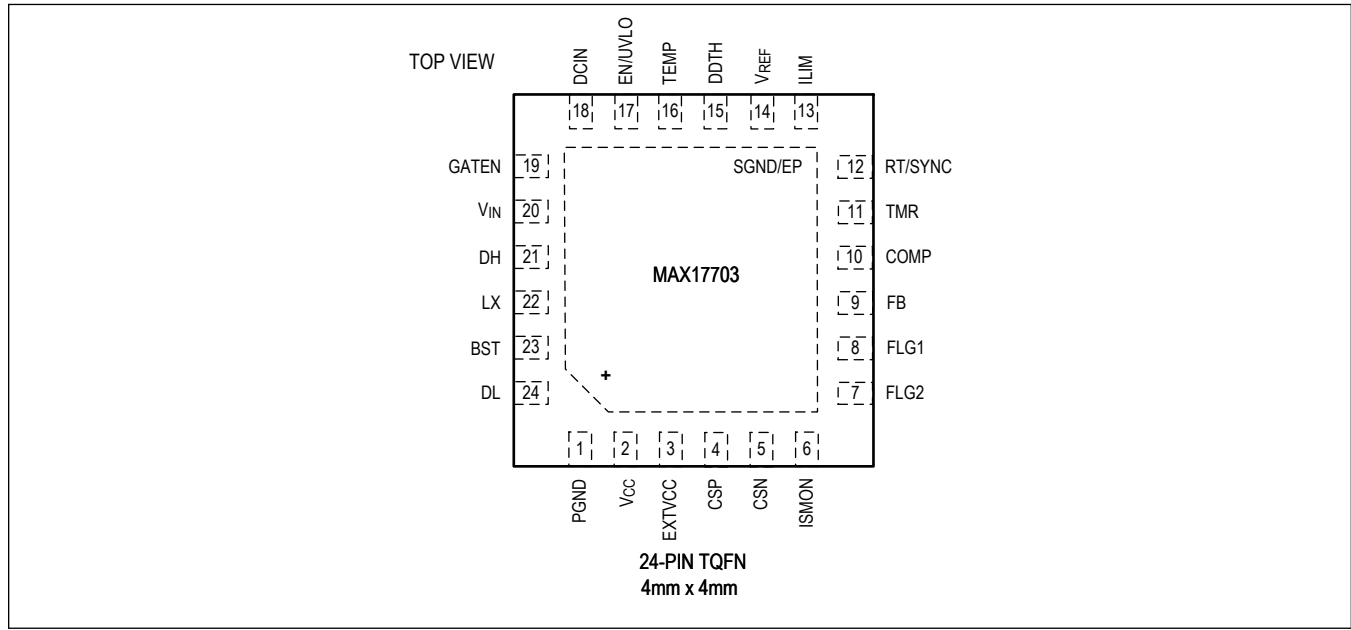 TOP VIEW
DCIN
EN/UVLO
TEMP
DDTH
VREF
ILIM
18 17 16 15 14 13
GATEN 19 SGND/EP 12 RT/SYNC
VIN 20 11 TMR
DH 21 10 COMP
MAX17703
LX 22 9 FB
BST 23 8 FLG1
+
DL 24 7 FLG2
1 2 3 4 5 6
PGND
VCC
EXTVCC
CSP
CSN
ISMON
24-PIN TQFN
4mm x 4mm